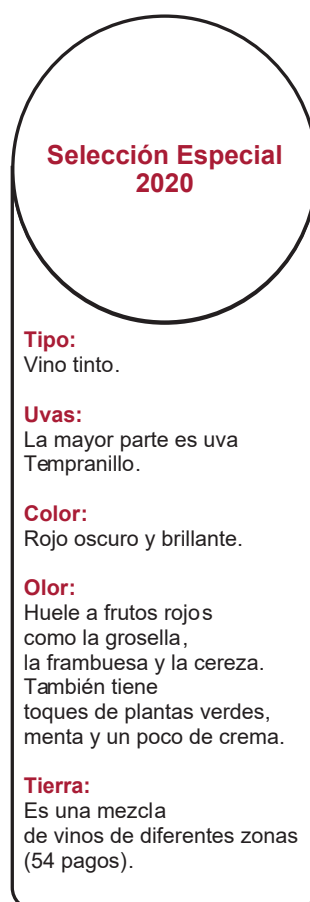 Selección Especial
2020
Tipo:
Vino tinto.
Uvas:
La mayor parte es uva
Tempranillo.
Color:
Rojo oscuro y brillante.
Olor:
Huele a frutos rojos
como la grosella,
la frambuesa y la cereza.
También tiene
toques de plantas verdes,
menta y un poco de crema.
Tierra:
Es una mezcla
de vinos de diferentes zonas
(54 pagos).